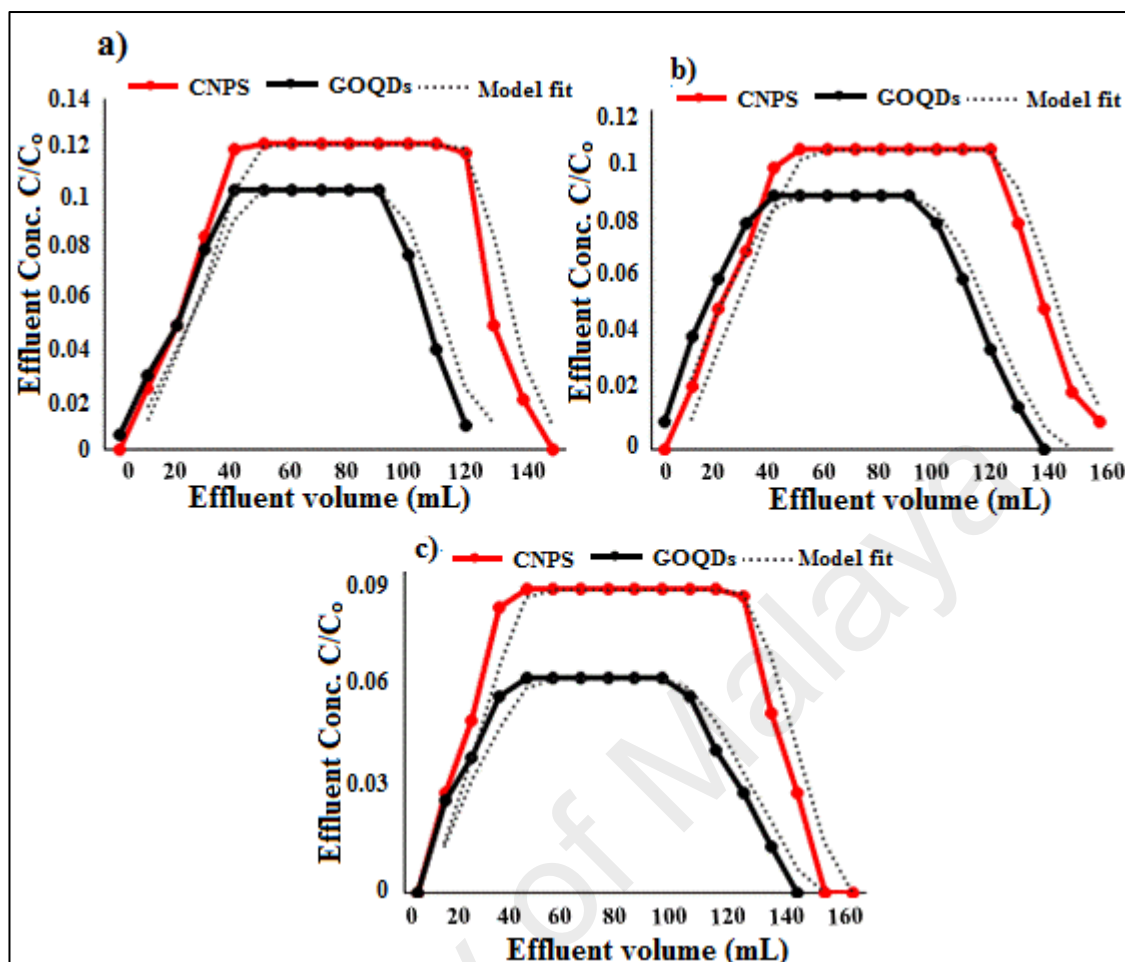 a)
CNPS GOQDs Model fit
0.14
0.12
0.1
0.08
0.06
0.04
0.02
0
Effluent Conc. C/Co
0 20 40 60 80 100 120 140
Effluent volume (mL)
b)
CNPS GOQDs Model fit
0.12
0.1
0.08
0.06
0.04
0.02
0
Effluent Conc. C/Co
0 20 40 60 80 100 120 140 160
Effluent volume (mL)
c)
CNPS GOQDs Model fit
0.09
0.06
0.03
0
Effluent Conc. C/Co
0 20 40 60 80 100 120 140 160
Effluent volume (mL)
of Malaya